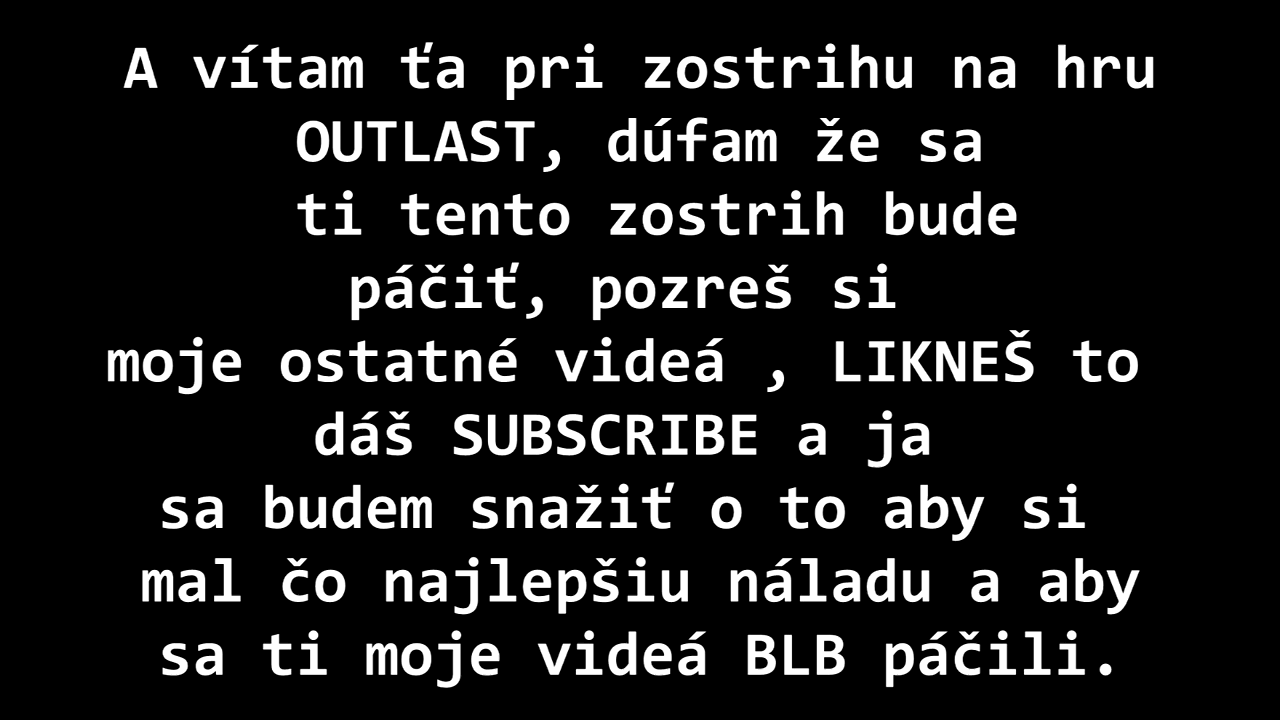 A vítam ťa pri zostrihu na hru
OUTLAST, dúfam že sa
ti tento zostrih bude
páčiť, pozreš si
moje ostatné videá , LIKNEŠ to
dáš SUBSCRIBE a ja
sa budem snažiť o to aby si
mal čo najlepšiu náladu a aby
sa ti moje videá BLB páčili.